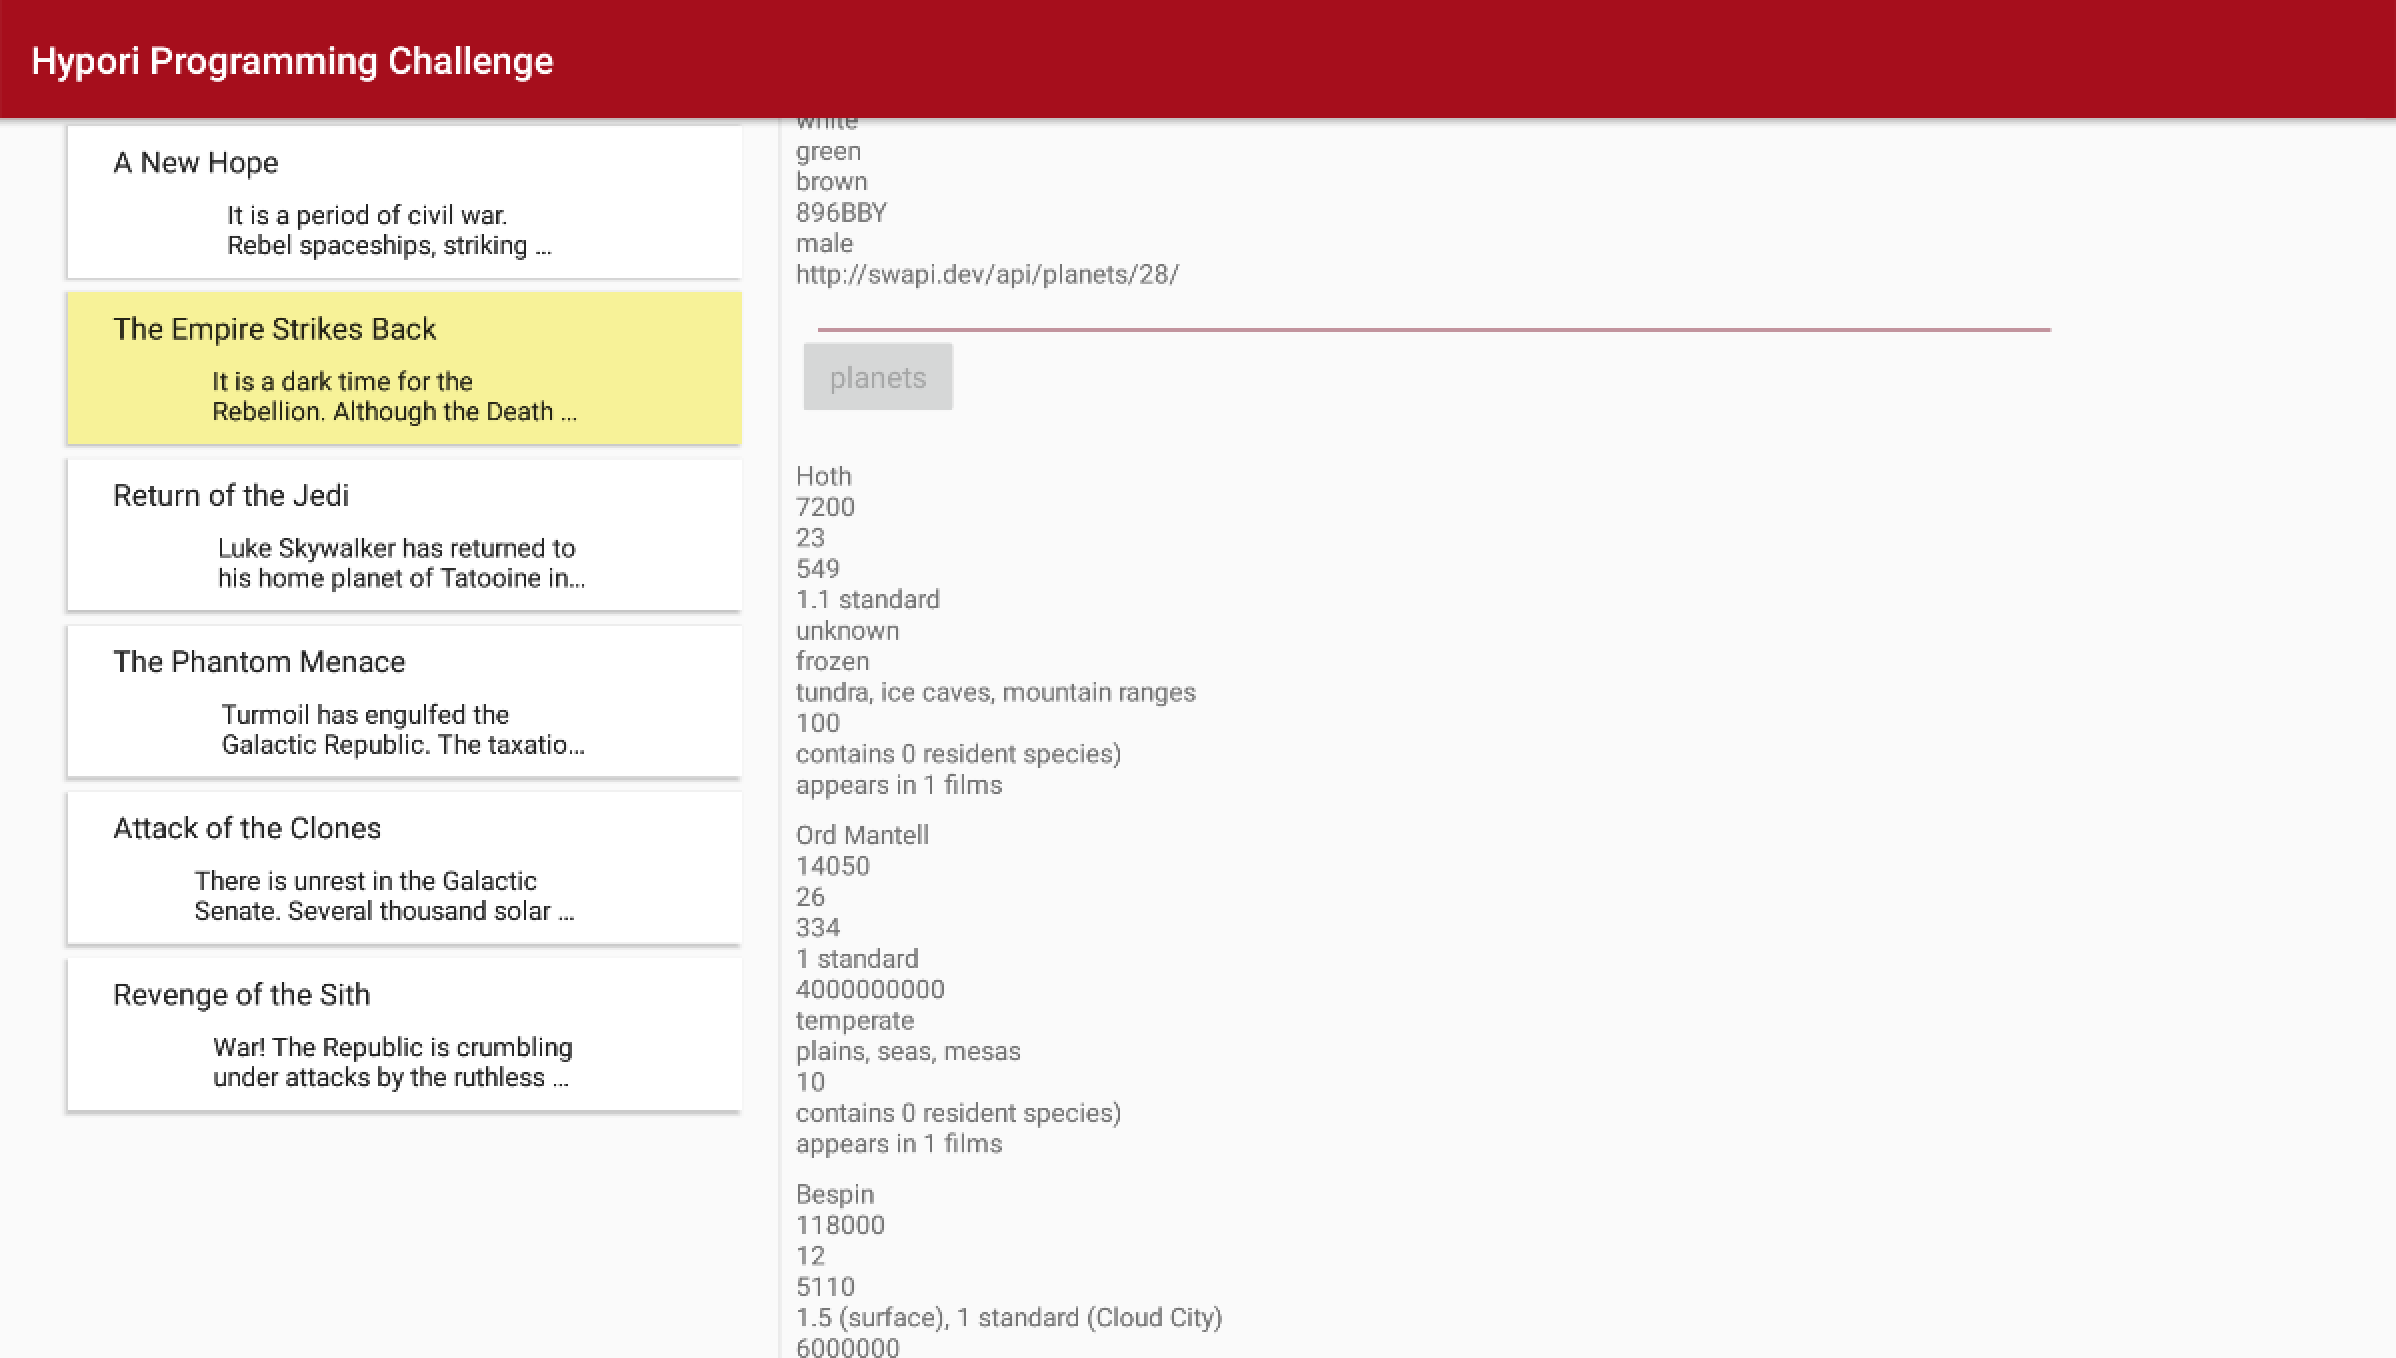 Hypori Programming Challenge
A New Hope
It is a period of civil war.
Rebel spaceships, striking ...
The Empire Strikes Back
It is a dark time for the
Rebellion. Although the Death ...
Return of the Jedi
Luke Skywalker has returned to
his home planet of Tatooine in...
The Phantom Menace
Turmoil has engulfed the
Galactic Republic. The taxatio...
Attack of the Clones
There is unrest in the Galactic
Senate. Several thousand solar ...
Revenge of the Sith
War! The Republic is crumbling
under attacks by the ruthless ...
white
green
brown
896BBY
male
http://swapi.dev/api/planets/28/
planets
Hoth
7200
23
549
1.1 standard
unknown
frozen
tundra, ice caves, mountain ranges
100
contains 0 resident species)
appears in 1 films
Ord Mantell
14050
26
334
1 standard
4000000000
temperate
plains, seas, mesas
10
contains 0 resident species)
appears in 1 films
Bespin
118000
12
5110
1.5 (surface), 1 standard (Cloud City)
6000000